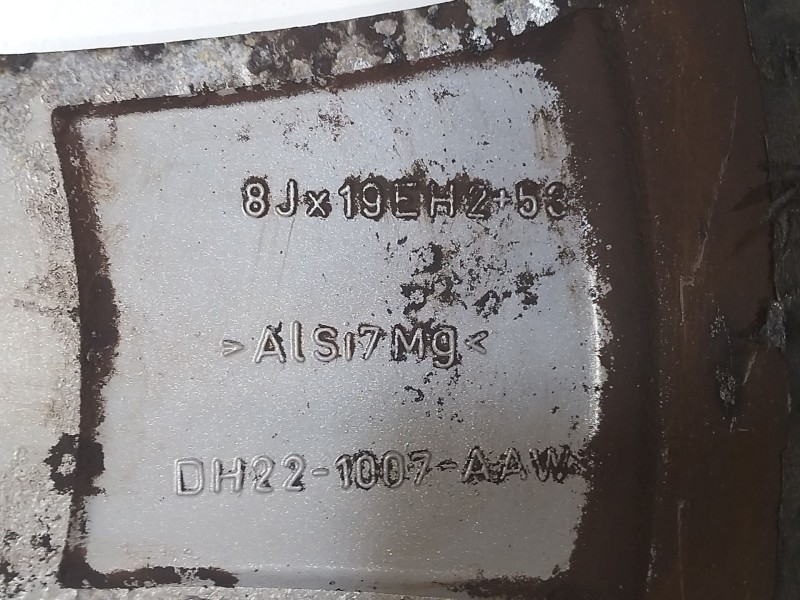 8Jx19EH2+53
>AlSi7Mg<
DH22-1007-AAW